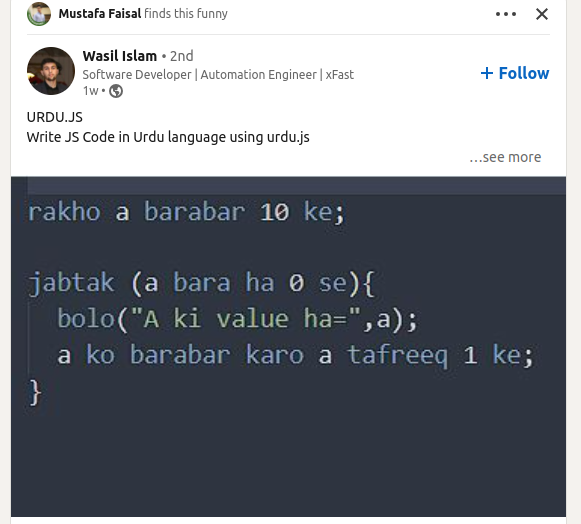 Mustafa Faisal finds this funny
Wasil Islam • 2nd
Software Developer | Automation Engineer | xFast
1w •
+ Follow
URDU.JS
Write JS Code in Urdu language using urdu.js
...see more
rakho a barabar 10 ke;
jabtak (a bara ha 0 se){
bolo("A ki value ha=",a);
a ko barabar karo a tafreeq 1 ke;
}